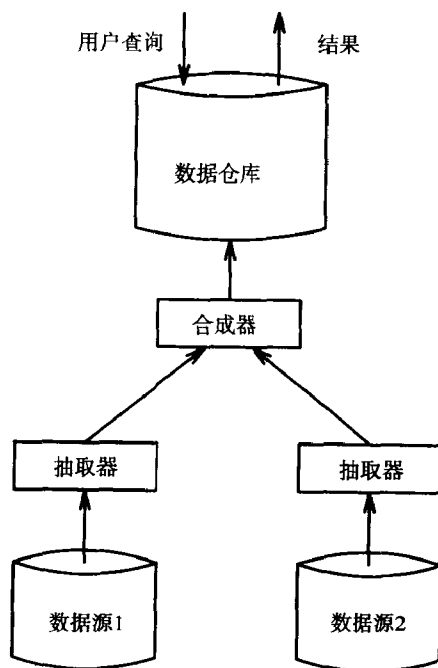 用户查询
结果
数据仓库
合成器
抽取器
抽取器
数据源1
数据源2